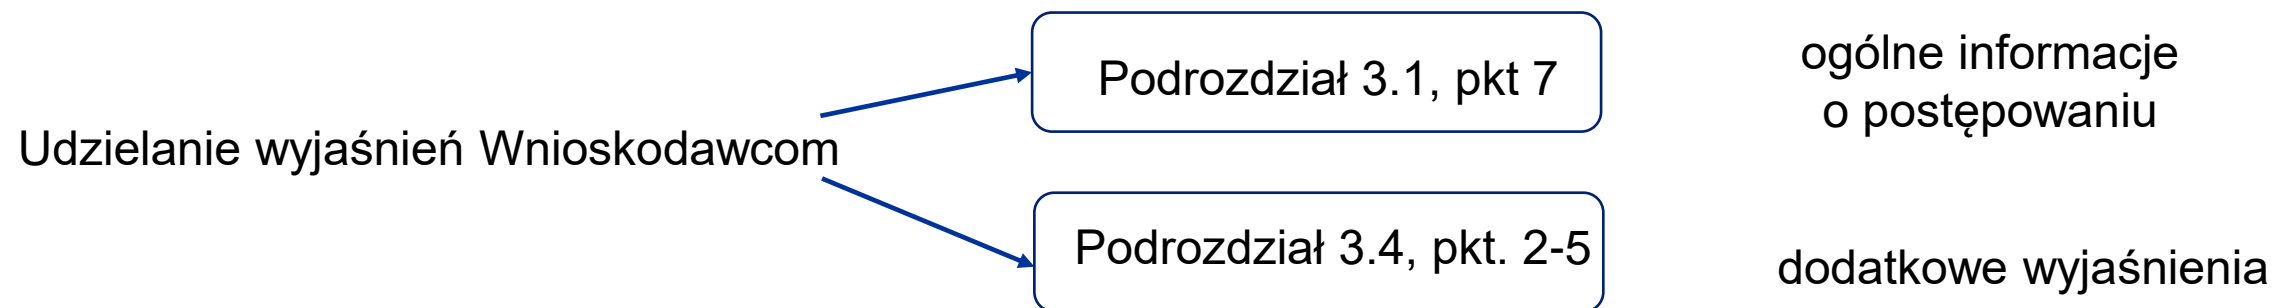 Udzielanie wyjaśnień Wnioskodawcom
Podrozdział 3.1, pkt 7
ogólne informacje
o postępowaniu
Podrozdział 3.4, pkt. 2-5
dodatkowe wyjaśnienia